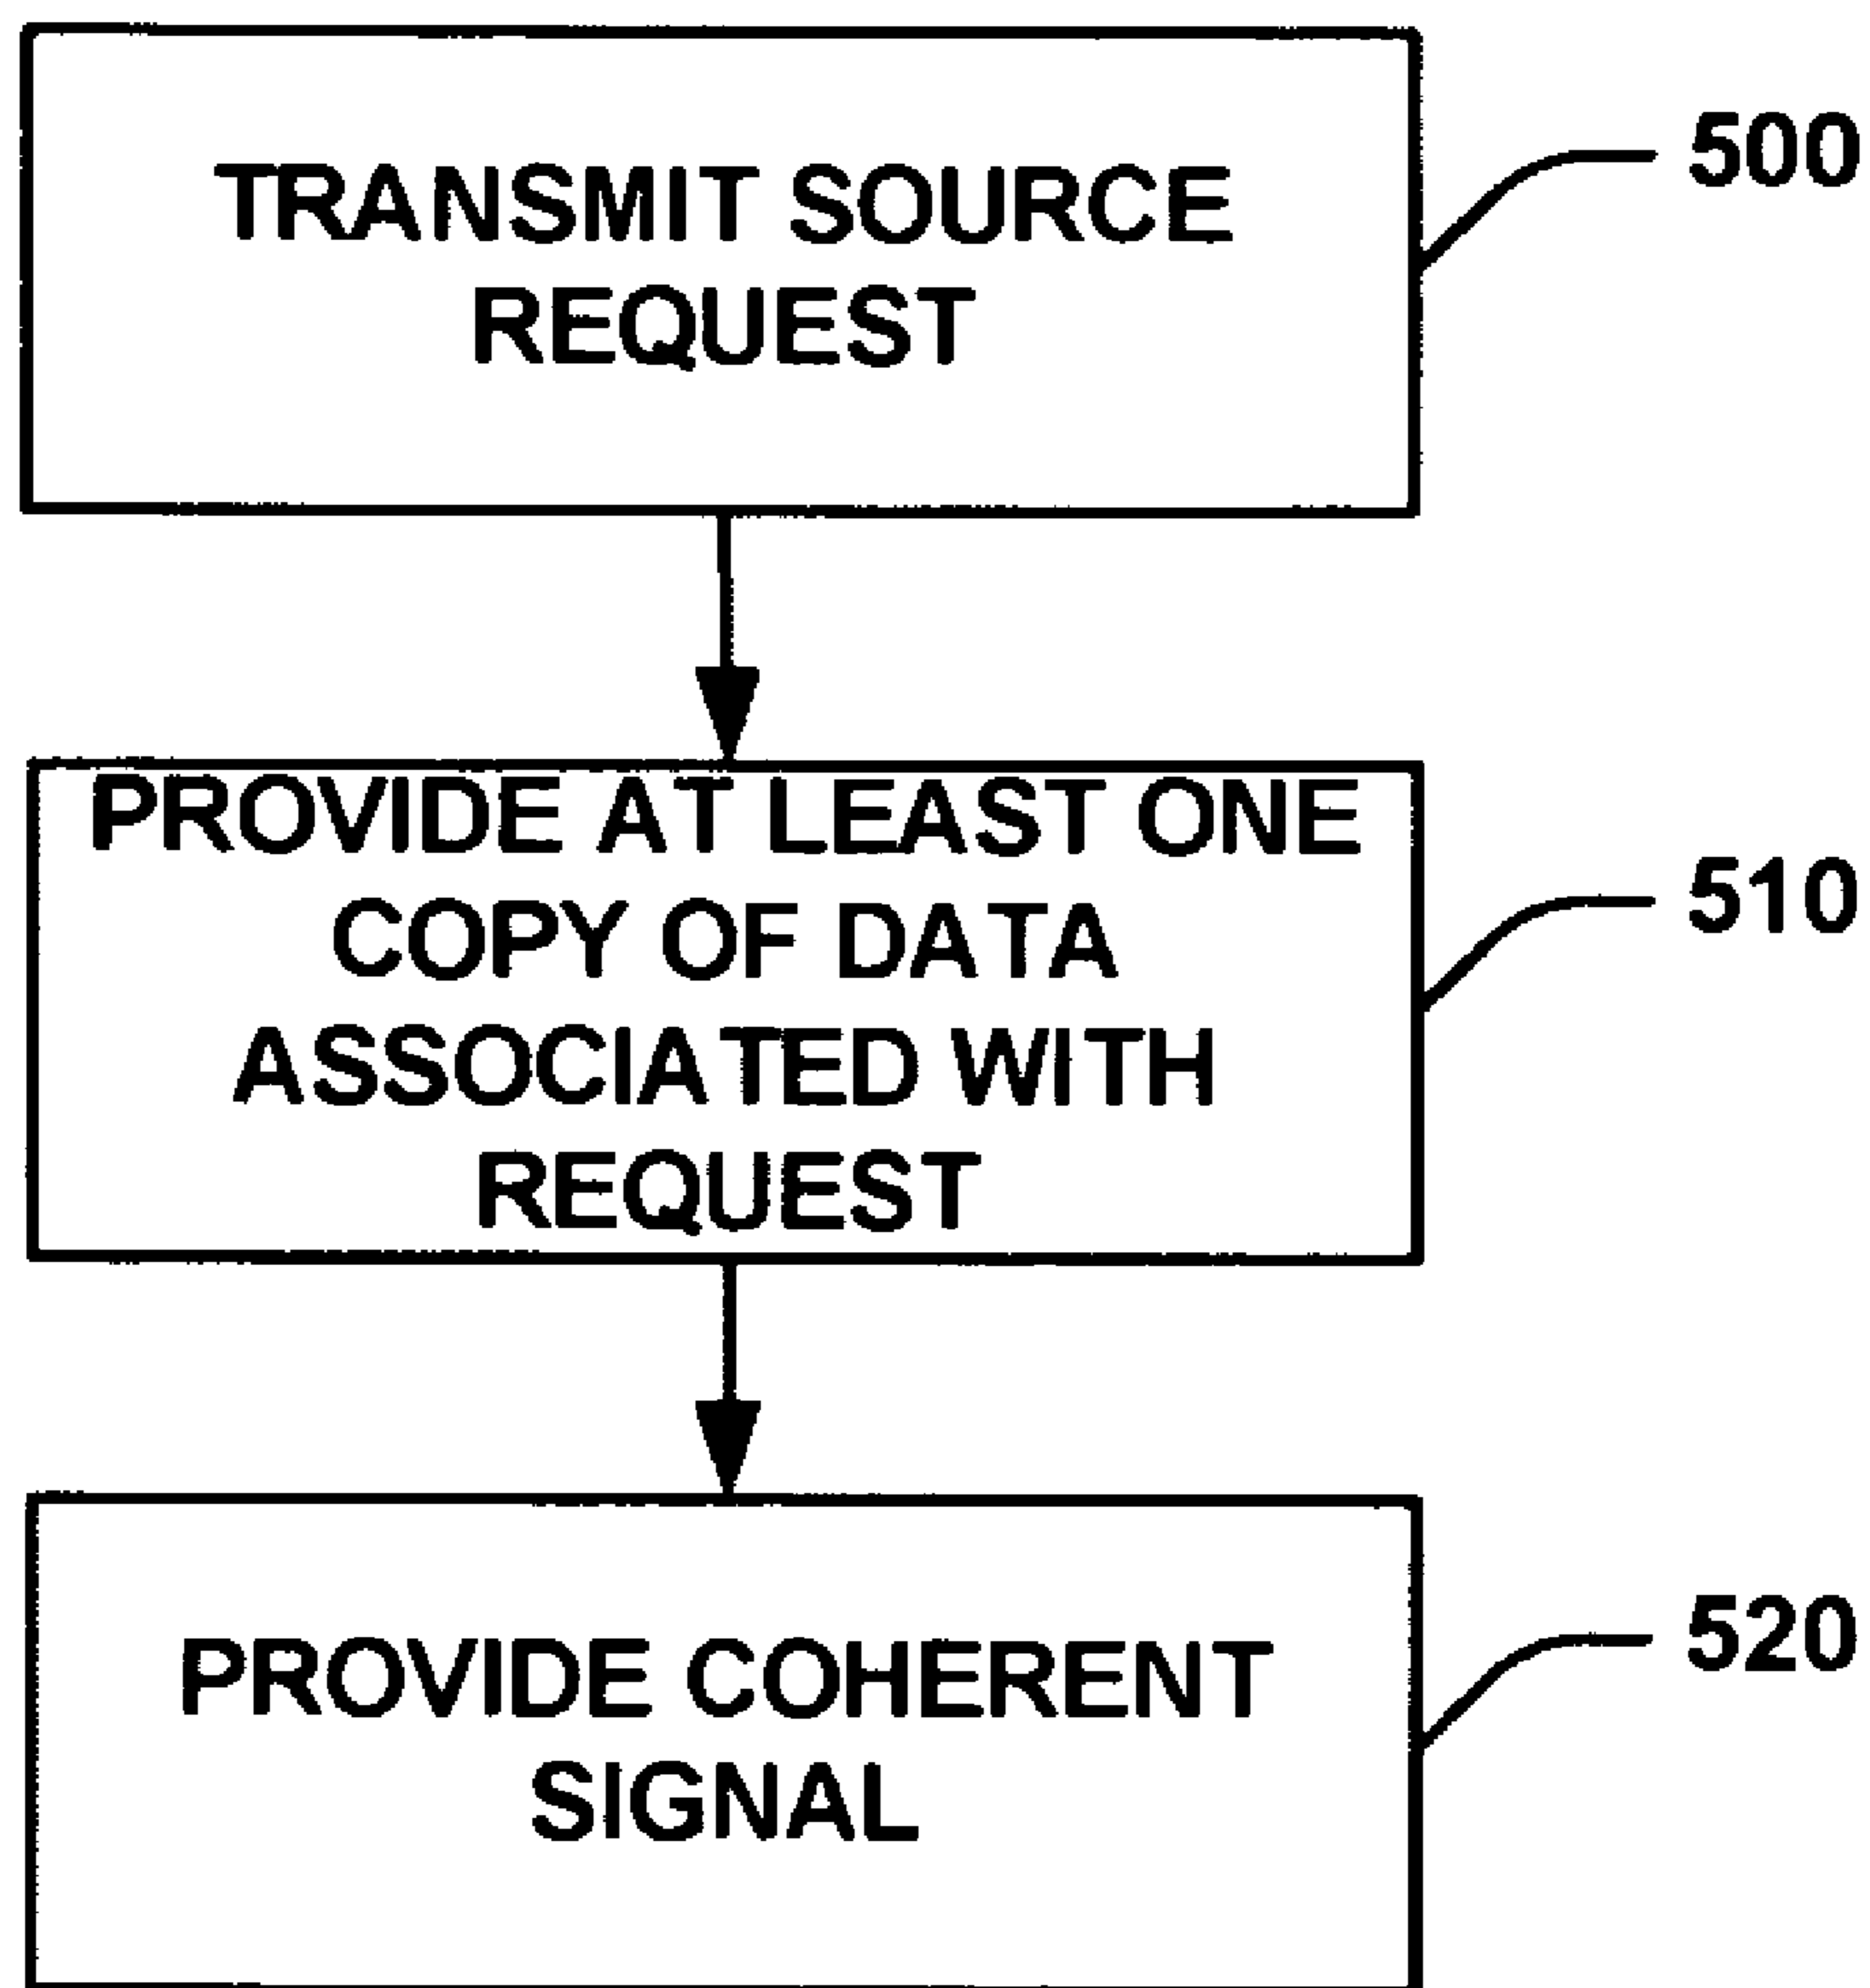 TRANSMIT SOURCE
REQUEST
500
PROVIDE AT LEAST ONE
COPY OF DATA
ASSOCIATED WITH
REQUEST
510
PROVIDE COHERENT
SIGNAL
520